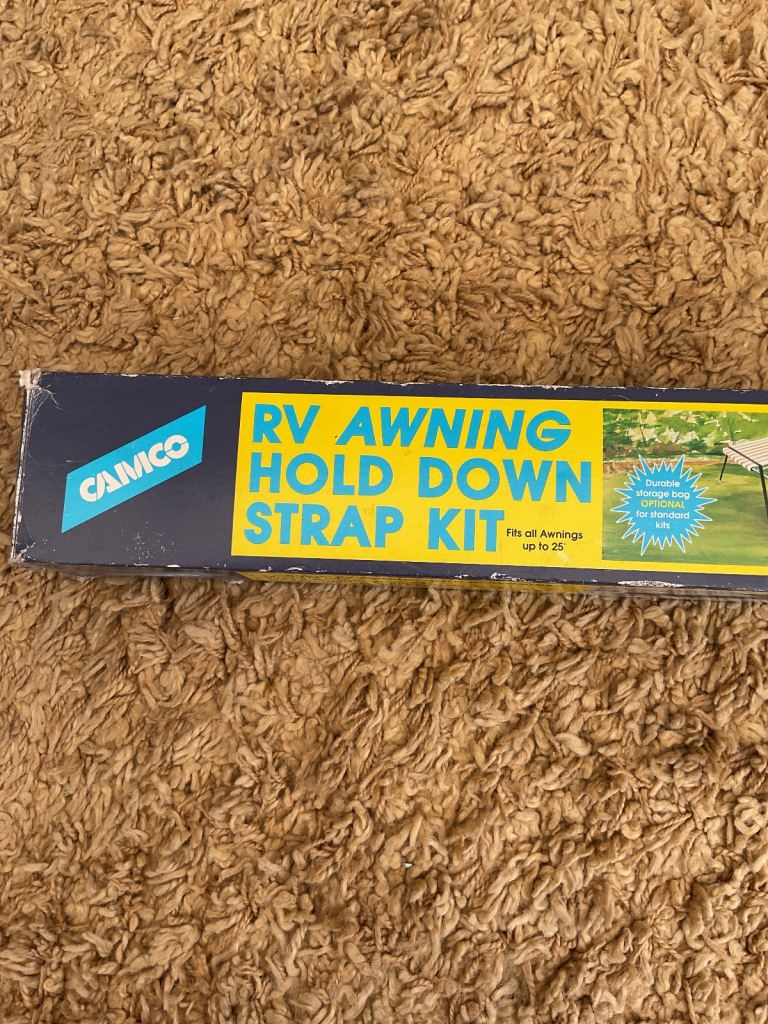 CAMCO
RV AWNING
HOLD DOWN
STRAP KIT
Fits all Awnings
up to 25'
Durable
storage bag
OPTIONAL
for standard
kits